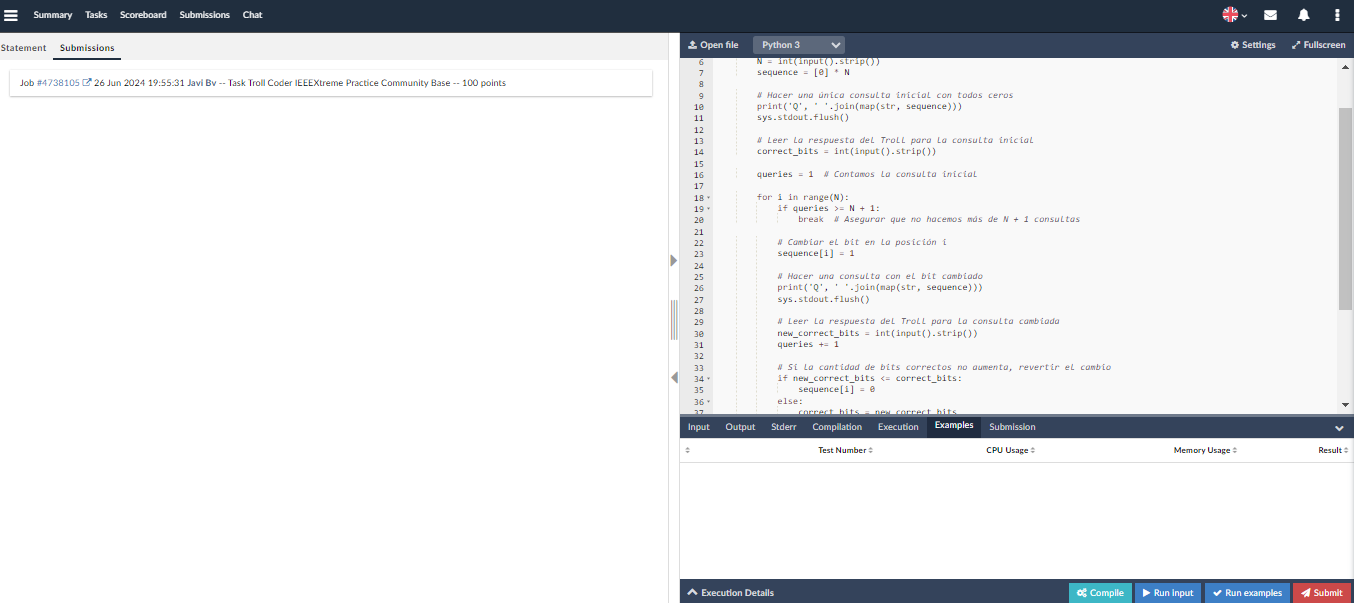 Summary Tasks Scoreboard Submissions Chat
Statement Submissions
Job #4738105 26 Jun 2024 19:55:31 Javi Bv -- Task Troll Coder IEEEXtreme Practice Community Base -- 100 points
Open file Python 3 Settings Fullscreen
6 N = int(input().strip())
7 sequence = [0] * N
8
9 # Hacer una única consulta inicial con todos ceros
10 print('Q', ' '.join(map(str, sequence)))
11 sys.stdout.flush()
12
13 # Leer la respuesta del Troll para la consulta inicial
14 correct_bits = int(input().strip())
15
16 queries = 1 # Contamos la consulta inicial
17
18 for i in range(N):
19 if queries >= N + 1:
20 break # Asegurar que no hacemos más de N + 1 consultas
21
22 # Cambiar el bit en la posición i
23 sequence[i] = 1
24
25 # Hacer una consulta con el bit cambiado
26 print('Q', ' '.join(map(str, sequence)))
27 sys.stdout.flush()
28
29 # Leer la respuesta del Troll para la consulta cambiada
30 new_correct_bits = int(input().strip())
31 queries += 1
32
33 # Si la cantidad de bits correctos no aumenta, revertir el cambio
34 if new_correct_bits <= correct_bits:
35 sequence[i] = 0
36 else:
37 correct_bits = new_correct_bits
Input Output Stderr Compilation Execution Examples Submission
Test Number CPU Usage Memory Usage Result
Execution Details Compile Run input Run examples Submit